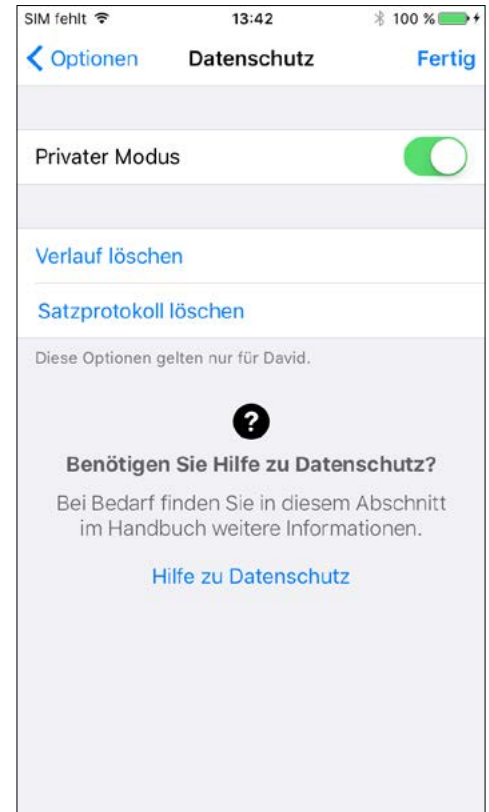 SIM fehlt 13:42 100 %
Optionen Datenschutz Fertig
Privater Modus
Verlauf löschen
Satzprotokoll löschen
Diese Optionen gelten nur für David.
?
Benötigen Sie Hilfe zu Datenschutz?
Bei Bedarf finden Sie in diesem Abschnitt
im Handbuch weitere Informationen.
Hilfe zu Datenschutz